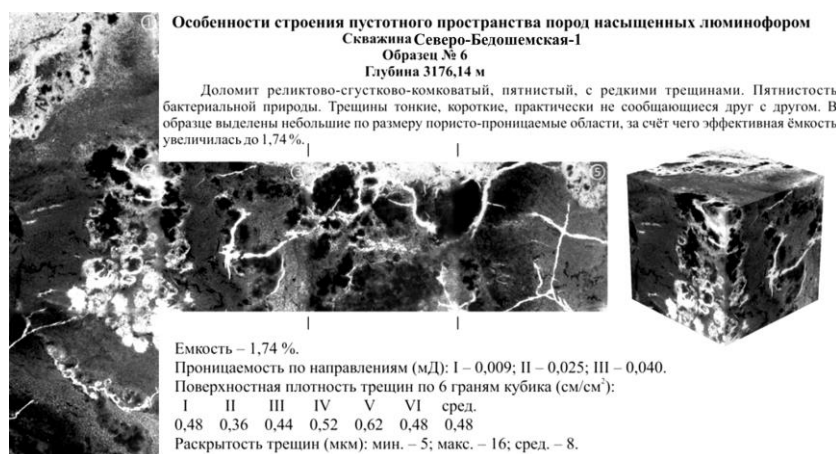 Особенности строения пустотного пространства пород насыщенных люминофором
Скважина Северо-Бедошемская-1
Образец № 6
Глубина 3176,14 м
Доломит реликтово-сгустково-комковатый, пятнистый, с редкими трещинами. Пятнистость
бактериальной природы. Трещины тонкие, короткие, практически не сообщающиеся друг с другом. В
образце выделены небольшие по размеру пористо-проницаемые области, за счёт чего эффективная ёмкость
увеличилась до 1,74 %.
1
3
5
Емкость – 1,74 %.
Проницаемость по направлениям (мД): I – 0,009; II – 0,025; III – 0,040.
Поверхностная плотность трещин по 6 граням кубика (см/см²):
I II III IV V VI сред.
0,48 0,36 0,44 0,52 0,62 0,48 0,48
Раскрытость трещин (мкм): мин. – 5; макс. – 16; сред. – 8.